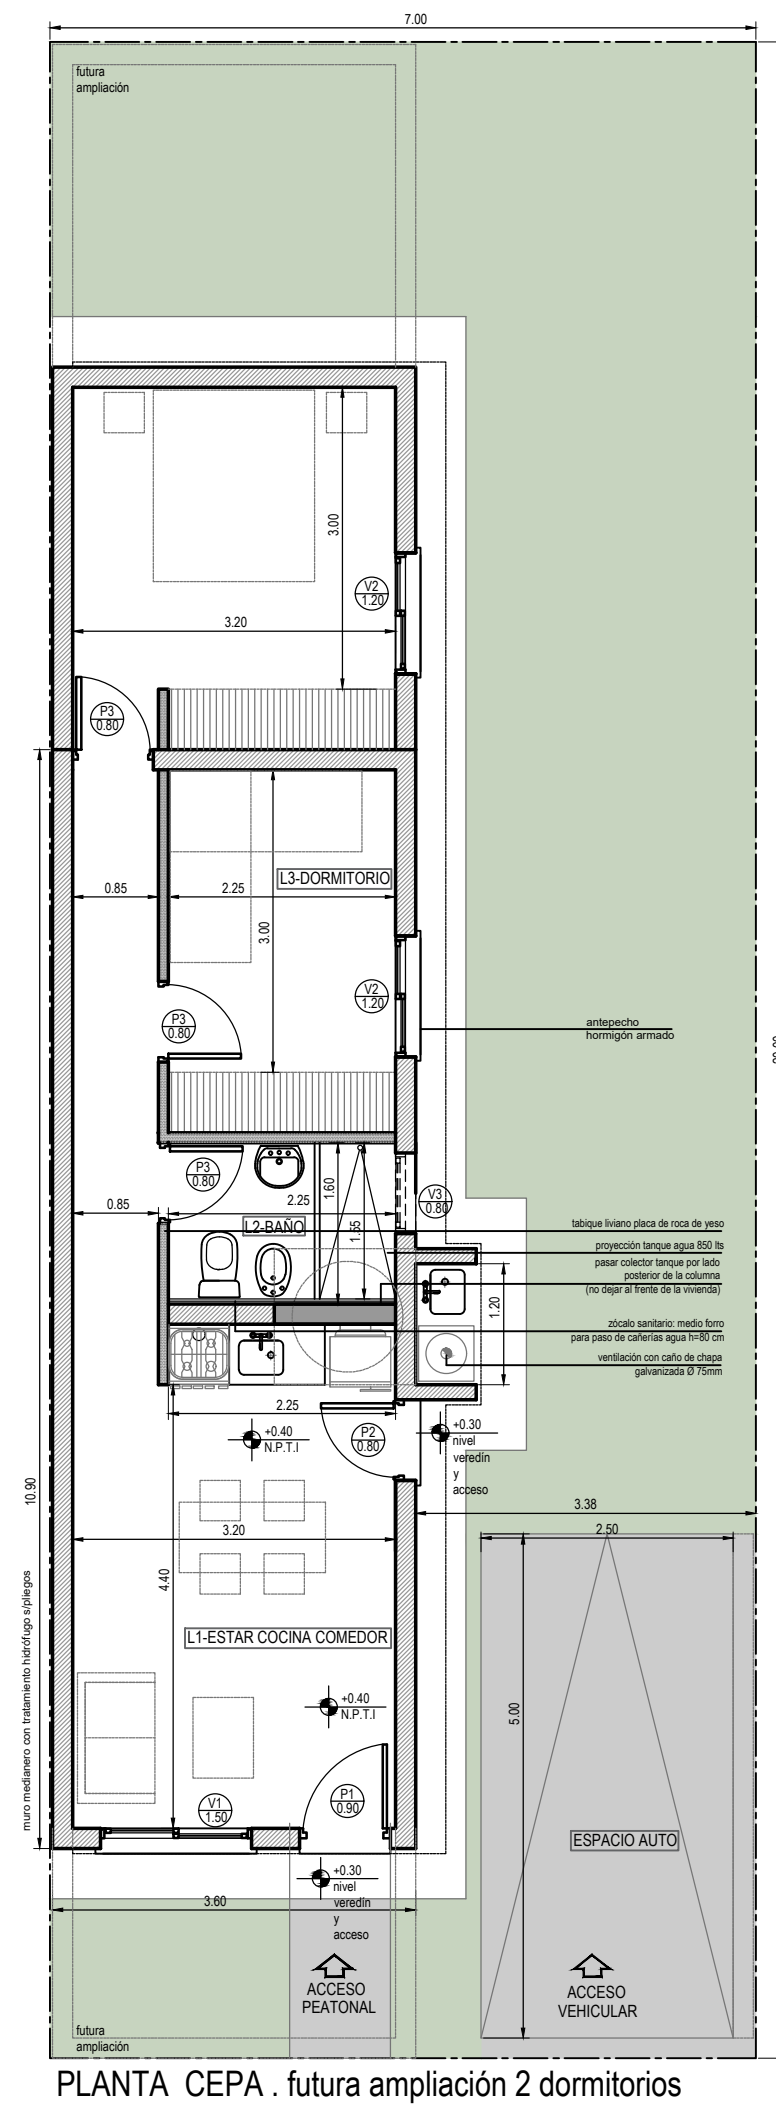 7.00
futura
ampliación
3.00
V2
1.20
3.20
P3
0.80
L3-DORMITORIO
0.85
2.25
3.00
V2
1.20
P3
0.80
antepecho
hormigón armado
P3
0.80
1.60
2.25
V3
0.80
0.85
L2-BAÑO
1.55
tabique liviano placa de roca de yeso
proyección tanque agua 850 lts
pasar colector tanque por lado
posterior de la columna
(no dejar al frente de la vivienda)
1.20
zócalo sanitario: medio forro
para paso de cañerías agua h=80 cm
ventilación con caño de chapa
galvanizada Ø 75mm
2.25
+0.40
N.P.T.I
P2
0.80
+0.30
nivel
veredín
y
acceso
10.90
3.38
3.20
2.50
4.40
muro medianero con tratamiento hidrófugo s/pliegos
L1-ESTAR COCINA COMEDOR
+0.40
N.P.T.I
5.00
V1
1.50
P1
0.90
ESPACIO AUTO
+0.30
nivel
veredín
y
acceso
3.60
ACCESO
PEATONAL
ACCESO
VEHICULAR
futura
ampliación
PLANTA CEPA . futura ampliación 2 dormitorios